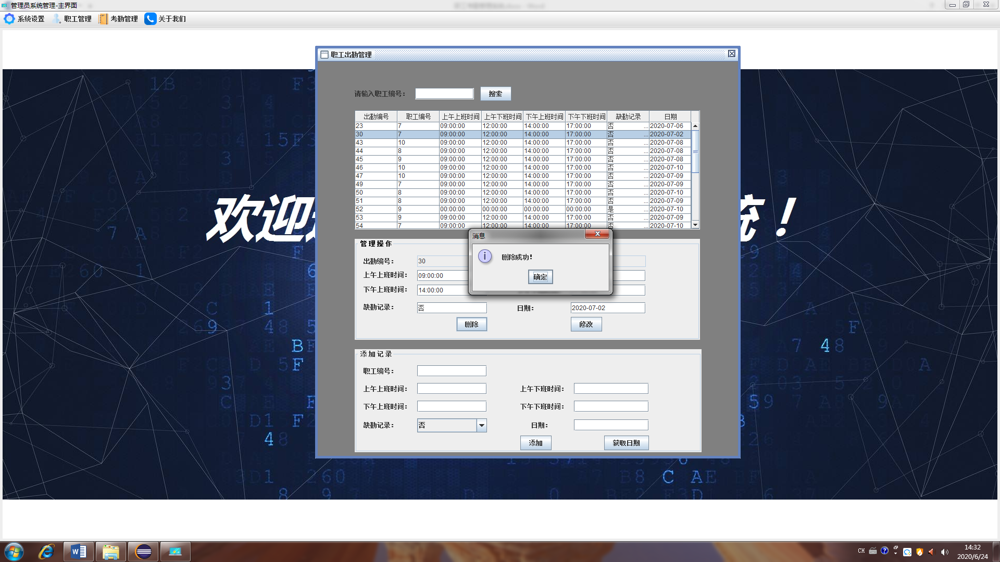 管理员系统管理-主界面
系统设置 职工管理 考勤管理 关于我们
职工出勤管理
请输入职工编号： 搜索
出勤编号 职工编号 上午上班时间 上午下班时间 下午上班时间 下午下班时间 缺勤记录 日期
23 7 09:00:00 12:00:00 14:00:00 17:00:00 否 ... 2020-07-06
30 7 09:00:00 12:00:00 14:00:00 17:00:00 否 ... 2020-07-02
43 10 09:00:00 12:00:00 14:00:00 17:00:00 否 ... 2020-07-08
44 8 09:00:00 12:00:00 14:00:00 17:00:00 否 ... 2020-07-08
45 9 09:00:00 12:00:00 14:00:00 17:00:00 否 ... 2020-07-08
46 10 09:00:00 12:00:00 14:00:00 17:00:00 否 ... 2020-07-10
47 10 09:00:00 12:00:00 14:00:00 17:00:00 否 ... 2020-07-09
49 7 09:00:00 12:00:00 14:00:00 17:00:00 否 ... 2020-07-09
50 8 09:00:00 12:00:00 14:00:00 17:00:00 否 ... 2020-07-10
51 8 09:00:00 12:00:00 14:00:00 17:00:00 否 ... 2020-07-09
52 9 00:00:00 00:00:00 00:00:00 00:00:00 是 ... 2020-07-10
53 9 09:00:00 12:00:00 14:00:00 17:00:00 否 ... 2020-07-09
54 7 09:00:00 12:00:00 14:00:00 17:00:00 否 ... 2020-07-10
欢迎 统！
消息
删除成功！
确定
管理操作
出勤编号： 30
上午上班时间： 09:00:00
下午上班时间： 14:00:00
缺勤记录： 否 日期： 2020-07-02
删除 修改
添加记录
职工编号：
上午上班时间： 上午下班时间：
下午上班时间： 下午下班时间：
缺勤记录： 否 日期：
添加 获取日期
CH 14:32
2020/6/24